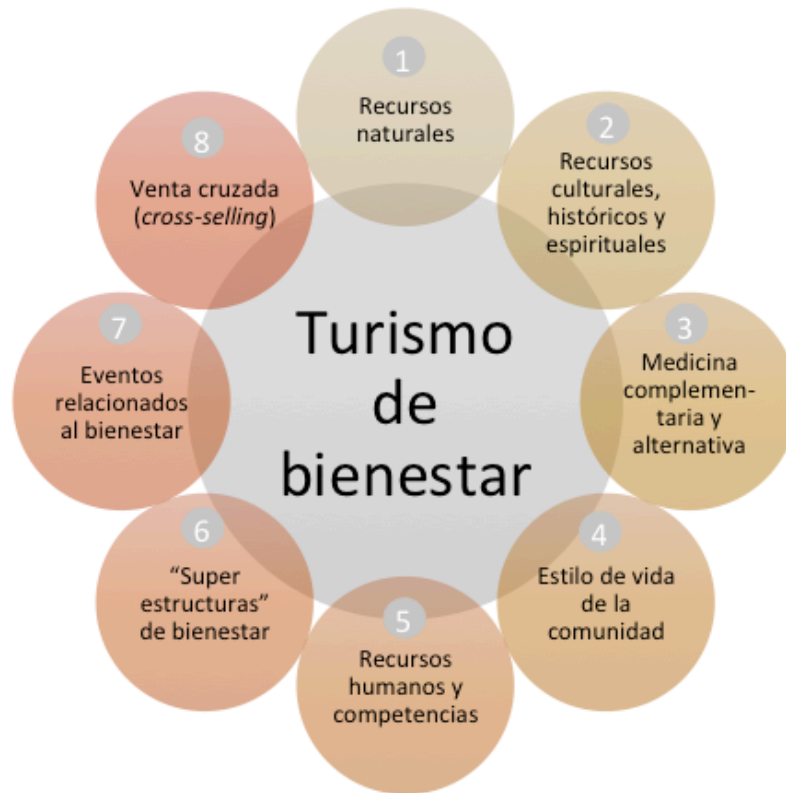 Turismo
de
bienestar
1
Recursos
naturales
2
Recursos
culturales,
históricos y
espirituales
3
Medicina
complemen-
taria y
alternativa
4
Estilo de vida
de la
comunidad
5
Recursos
humanos y
competencias
6
“Super
estructuras”
de bienestar
7
Eventos
relacionados
al bienestar
8
Venta cruzada
(cross-selling)